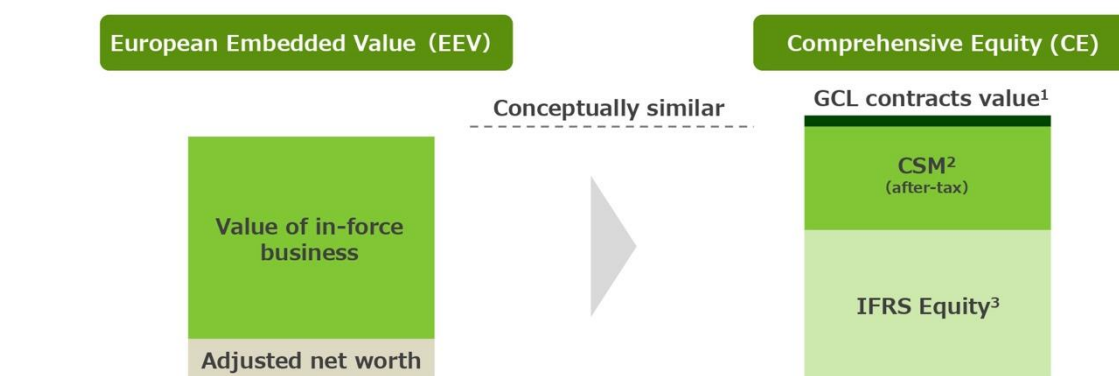 European Embedded Value（EEV）
Comprehensive Equity (CE)
Conceptually similar
GCL contracts value¹
CSM²
（after-tax）
Value of in-force
business
IFRS Equity³
Adjusted net worth